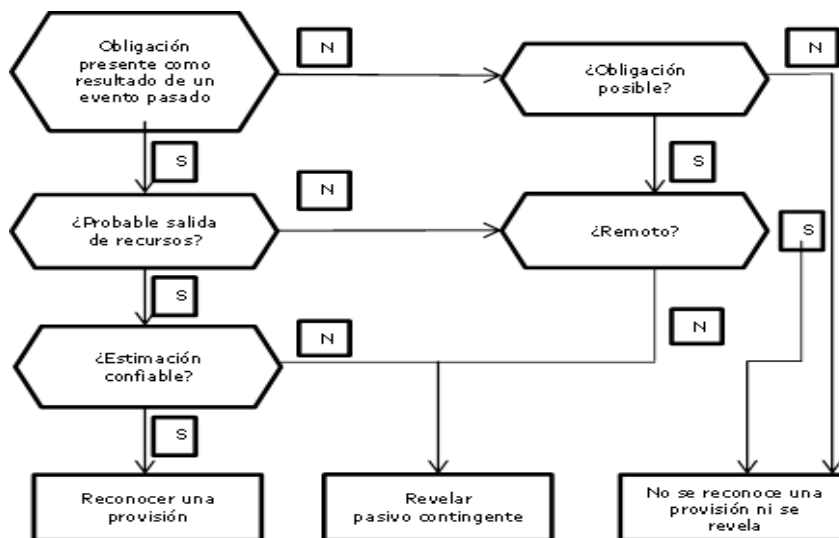 Obligación
presente como
resultado de un
evento pasado
N
¿Obligación
posible?
N
S
S
¿Probable salida
de recursos?
N
¿Remoto?
S
S
¿Estimación
confiable?
N
N
S
Reconocer una
provisión
Revelar
pasivo contingente
No se reconoce una
provisión ni se
revela